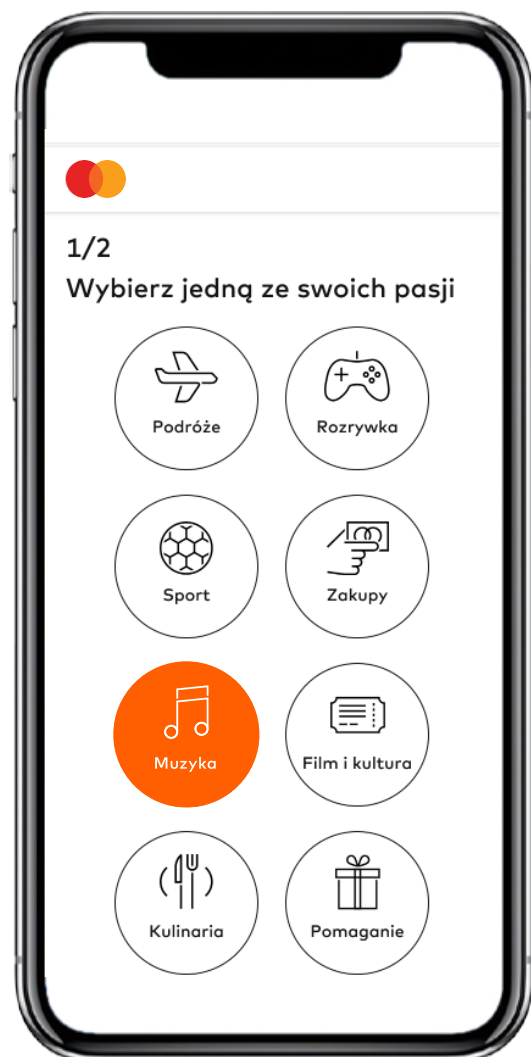 1/2
Wybierz jedną ze swoich pasji
Podróże
Rozrywka
Sport
Zakupy
Muzyka
Film i kultura
Kulinaria
Pomaganie